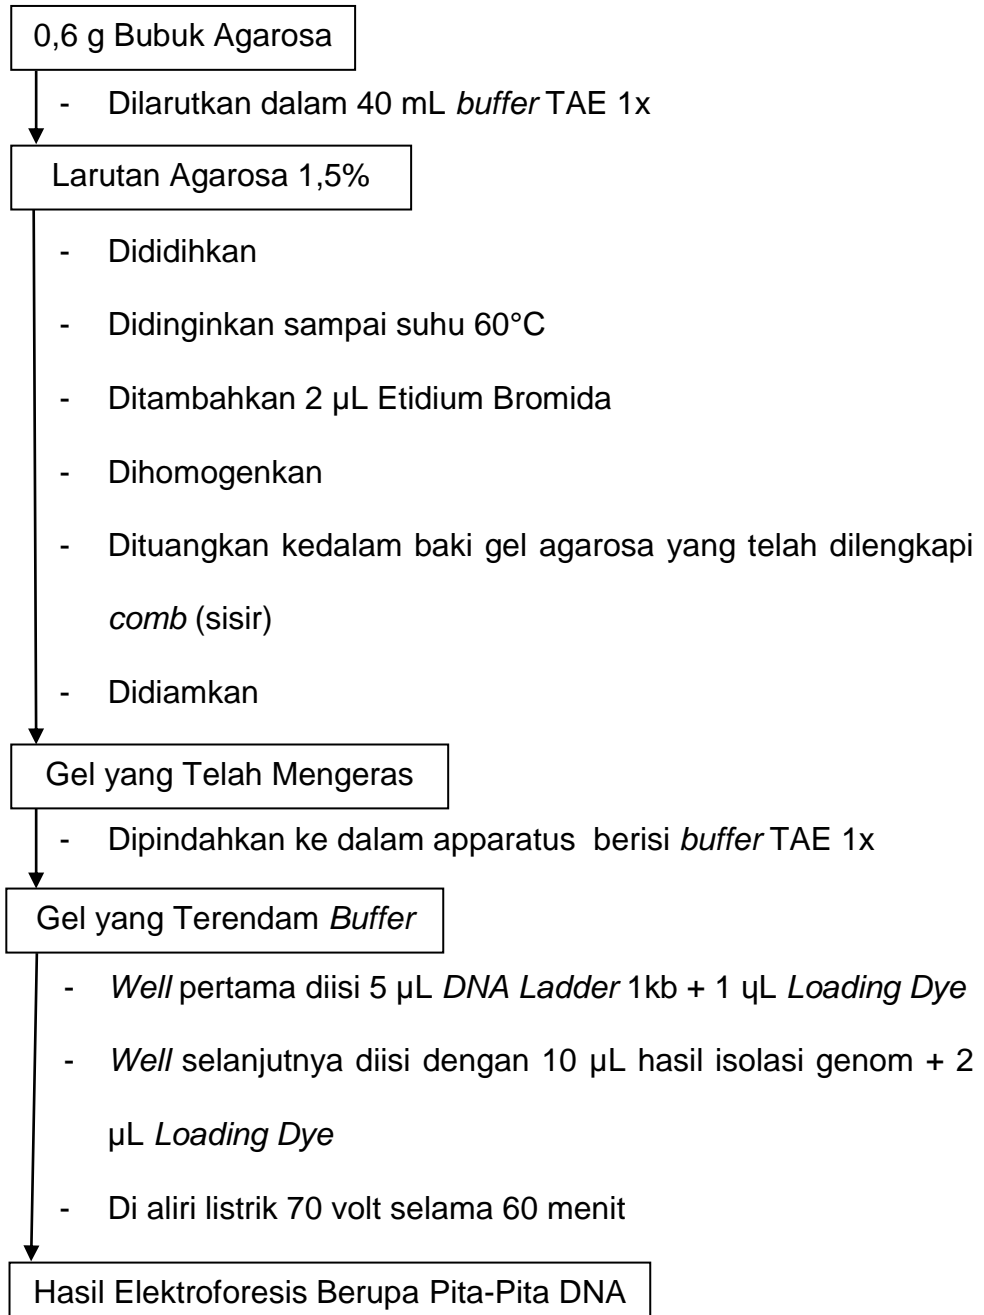 0,6 g Bubuk Agarosa
- Dilarutkan dalam 40 mL buffer TAE 1x
Larutan Agarosa 1,5%
- Dididihkan
- Didinginkan sampai suhu 60°C
- Ditambahkan 2 µL Etidium Bromida
- Dihomogenkan
- Dituangkan kedalam baki gel agarosa yang telah dilengkapi
comb (sisir)
- Didiamkan
Gel yang Telah Mengeras
- Dipindahkan ke dalam apparatus berisi buffer TAE 1x
Gel yang Terendam Buffer
- Well pertama diisi 5 µL DNA Ladder 1kb + 1 ɥL Loading Dye
- Well selanjutnya diisi dengan 10 µL hasil isolasi genom + 2
µL Loading Dye
- Di aliri listrik 70 volt selama 60 menit
Hasil Elektroforesis Berupa Pita-Pita DNA